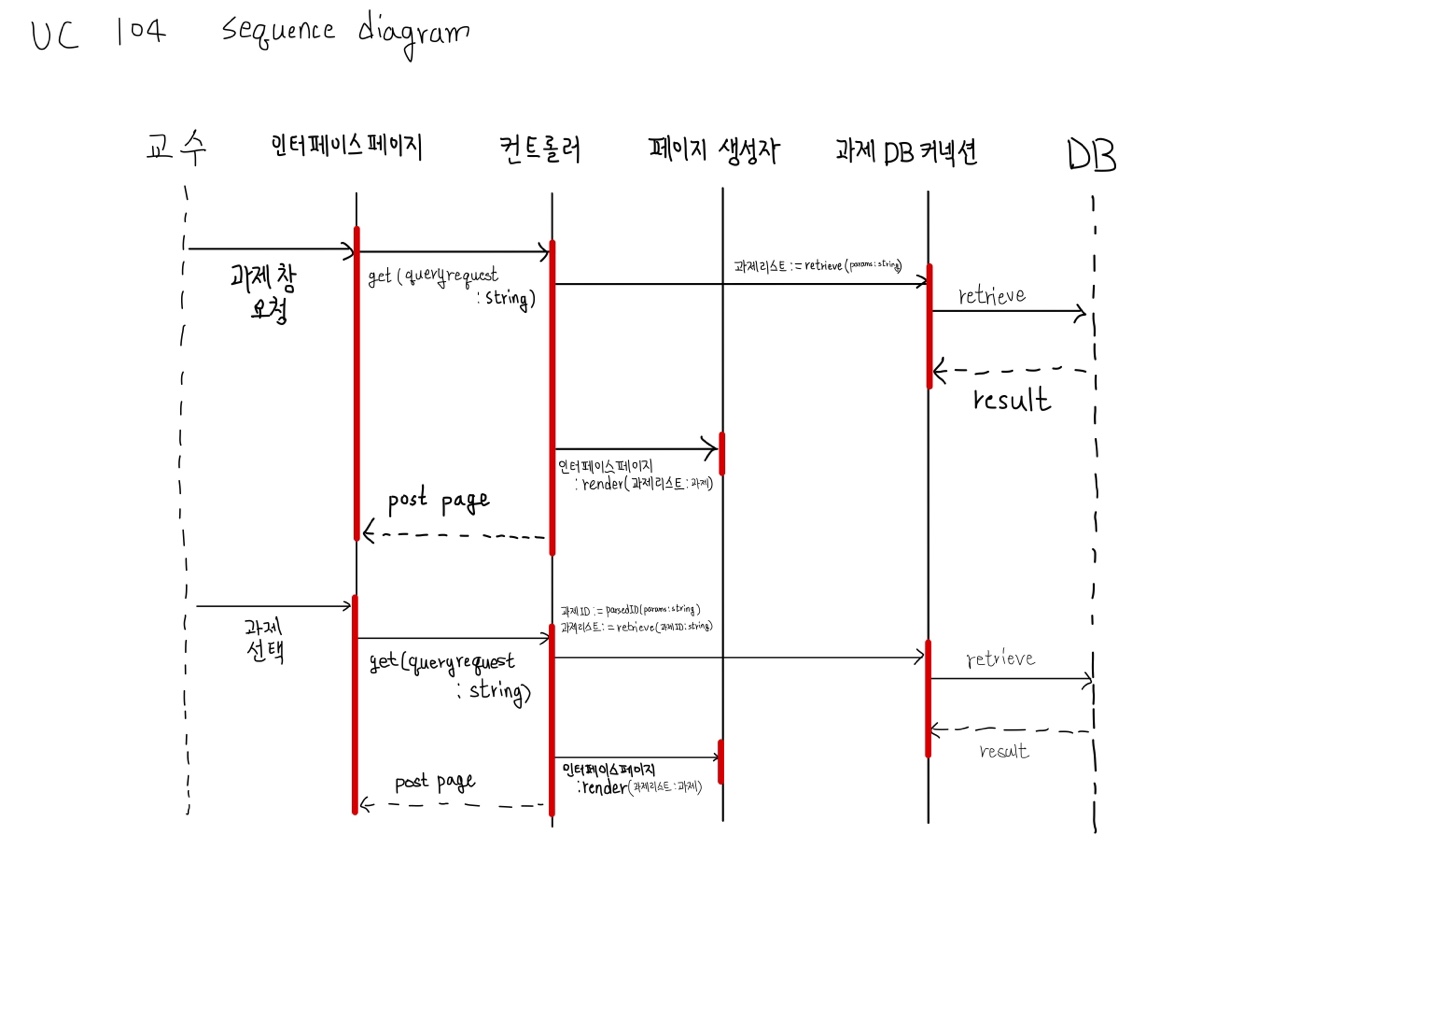 UC 104 sequence diagram
교수 인터페이스페이지 컨트롤러 페이지 생성자 과제 DB 커넥션 DB
과제 창
요청
get (queryrequest
: string)
과제리스트 := retrieve (params : string)
retrieve
result
인터페이스페이지
: render(과제리스트 : 과제)
post page
과제
선택
get (queryrequest
: string)
과제ID := parsedID(params : string)
과제리스트 := retrieve (과제ID : string)
retrieve
result
인터페이스페이지
: render(과제리스트 : 과제)
post page